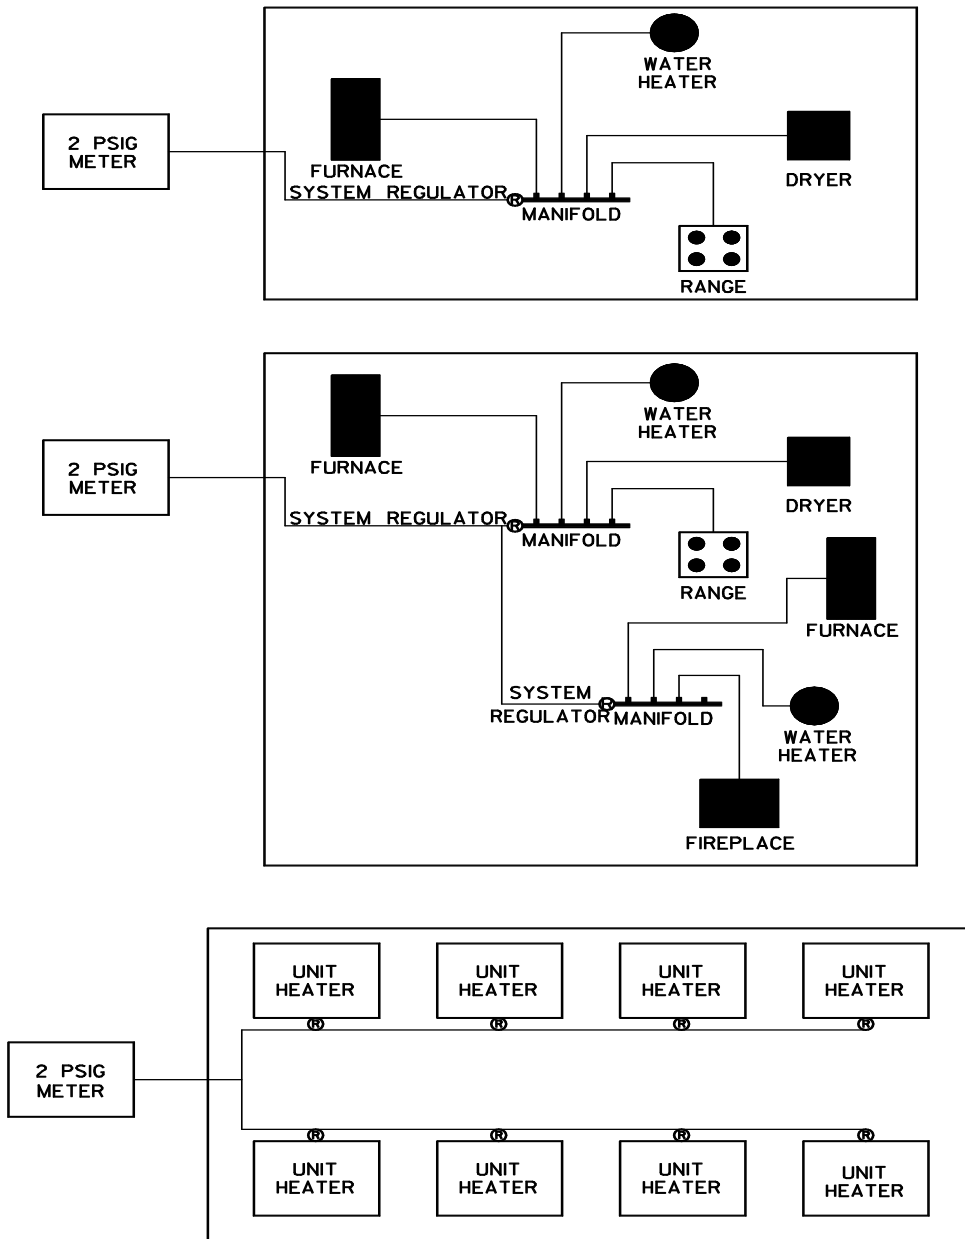 WATER
HEATER
2 PSIG
METER
FURNACE
DRYER
SYSTEM REGULATOR
R
MANIFOLD
RANGE
WATER
HEATER
FURNACE
2 PSIG
METER
DRYER
SYSTEM REGULATOR
R
MANIFOLD
RANGE
FURNACE
SYSTEM
REGULATOR
R
MANIFOLD
WATER
HEATER
FIREPLACE
UNIT
HEATER
UNIT
HEATER
UNIT
HEATER
UNIT
HEATER
R
R
R
R
2 PSIG
METER
R
R
R
R
UNIT
HEATER
UNIT
HEATER
UNIT
HEATER
UNIT
HEATER